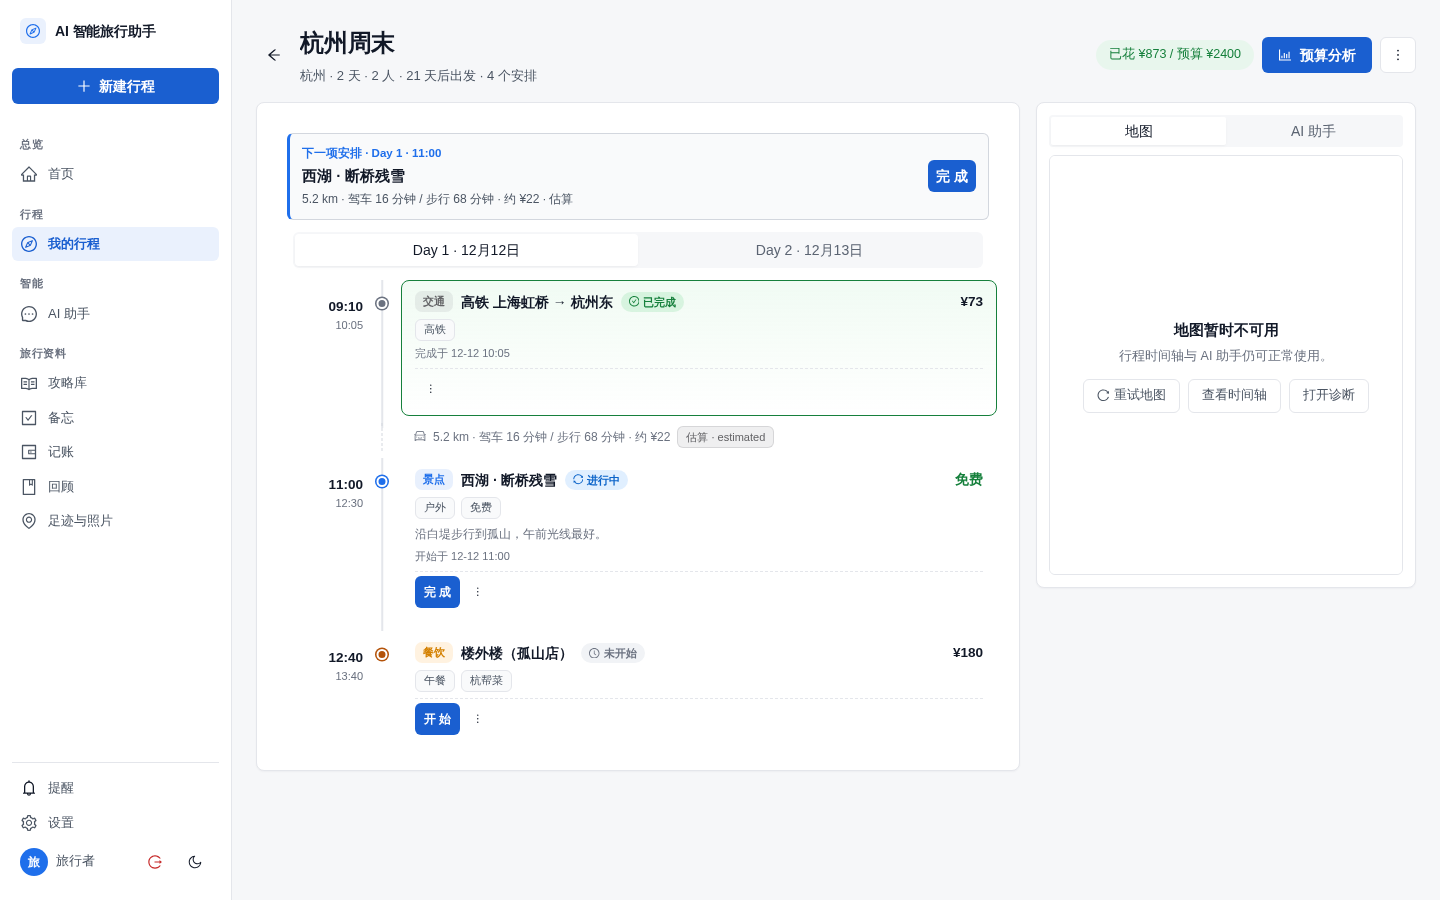 AI 智能旅行助手
新建行程
总览
首页
行程
我的行程
智能
AI 助手
旅行资料
攻略库
备忘
记账
回顾
足迹与照片
提醒
设置
旅 旅行者
杭州周末
杭州 · 2 天 · 2 人 · 21 天后出发 · 4 个安排
已花 ¥873 / 预算 ¥2400
预算分析
下一项安排 · Day 1 · 11:00
西湖 · 断桥残雪
5.2 km · 驾车 16 分钟 / 步行 68 分钟 · 约 ¥22 · 估算
完 成
Day 1 · 12月12日
Day 2 · 12月13日
09:10
10:05
交通 高铁 上海虹桥 → 杭州东 已完成 ¥73
高铁
完成于 12-12 10:05
5.2 km · 驾车 16 分钟 / 步行 68 分钟 · 约 ¥22 估算 · estimated
11:00
12:30
景点 西湖 · 断桥残雪 进行中 免费
户外 免费
沿白堤步行到孤山，午前光线最好。
开始于 12-12 11:00
完 成
12:40
13:40
餐饮 楼外楼（孤山店） 未开始 ¥180
午餐 杭帮菜
开 始
地图
AI 助手
地图暂时不可用
行程时间轴与 AI 助手仍可正常使用。
重试地图 查看时间轴 打开诊断